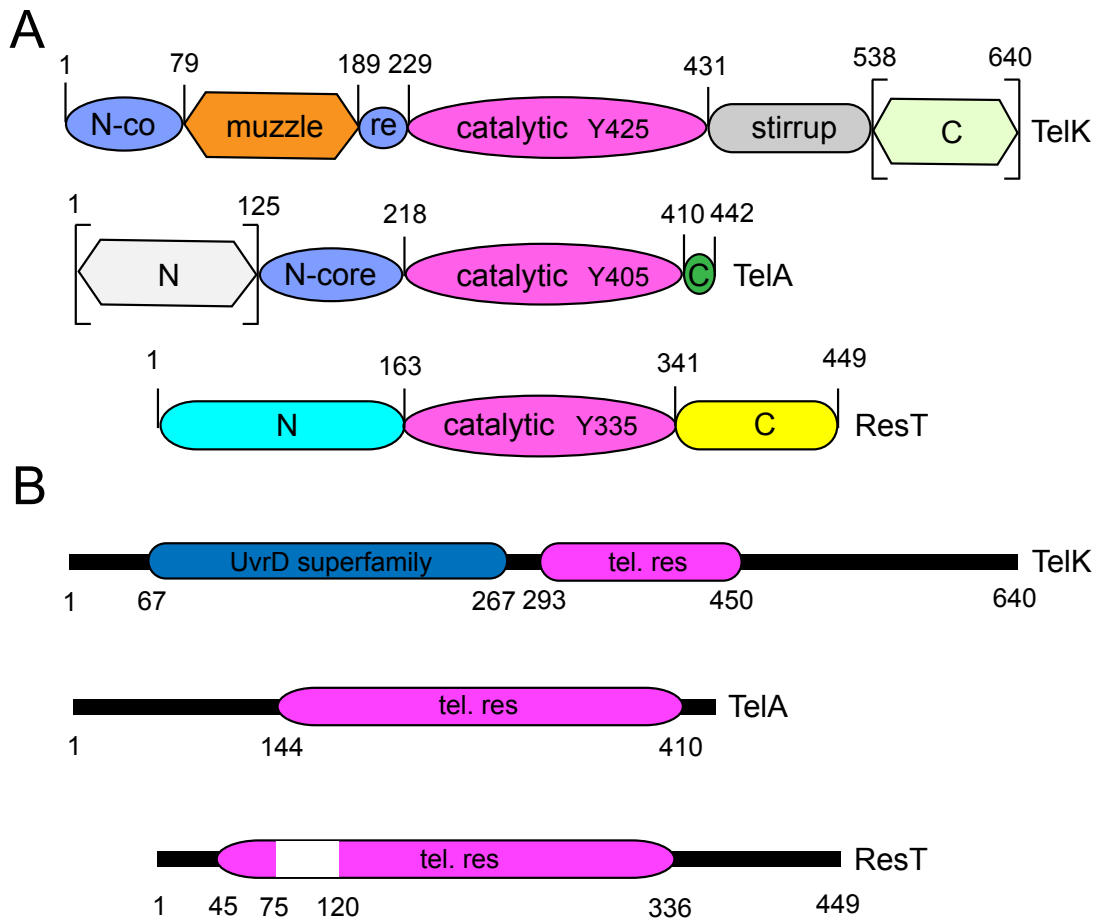 A
1 79 189 229 431 538 640
N-co muzzle re catalytic Y425 stirrup C TelK
1 125 218 410 442
N N-core catalytic Y405 C TelA
1 163 341 449
N catalytic Y335 C ResT
B
UvrD superfamily tel. res TelK
1 67 267 293 450 640
tel. res TelA
1 144 410
tel. res ResT
1 45 75 120 336 449